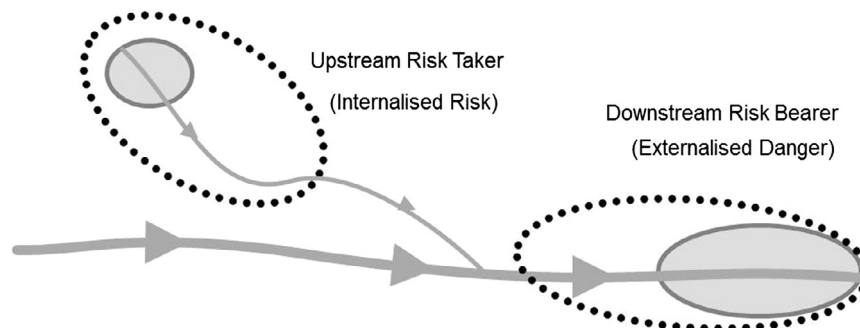 Upstream Risk Taker
(Internalised Risk)
Downstream Risk Bearer
(Externalised Danger)